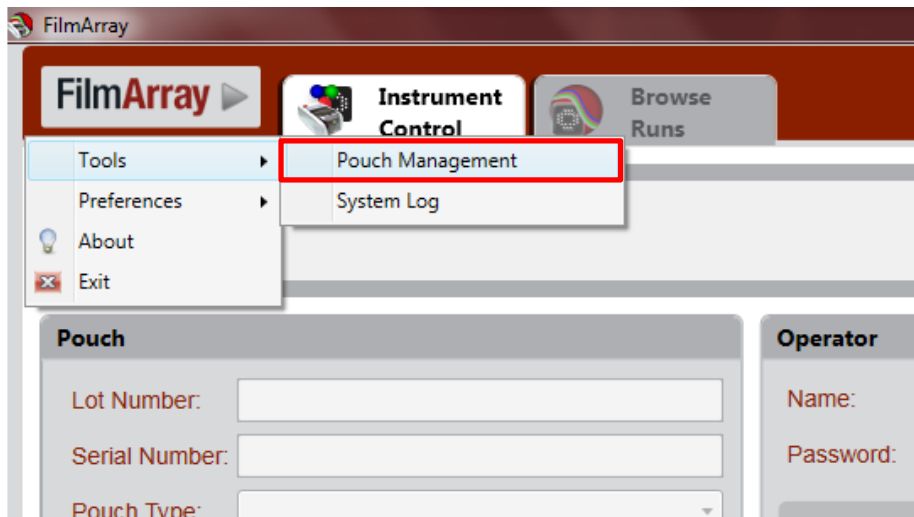 FilmArray
FilmArray
Instrument
Control
Browse
Runs
Tools
Pouch Management
Preferences
System Log
About
Exit
Pouch
Operator
Lot Number:
Name:
Serial Number:
Password:
Pouch Type: